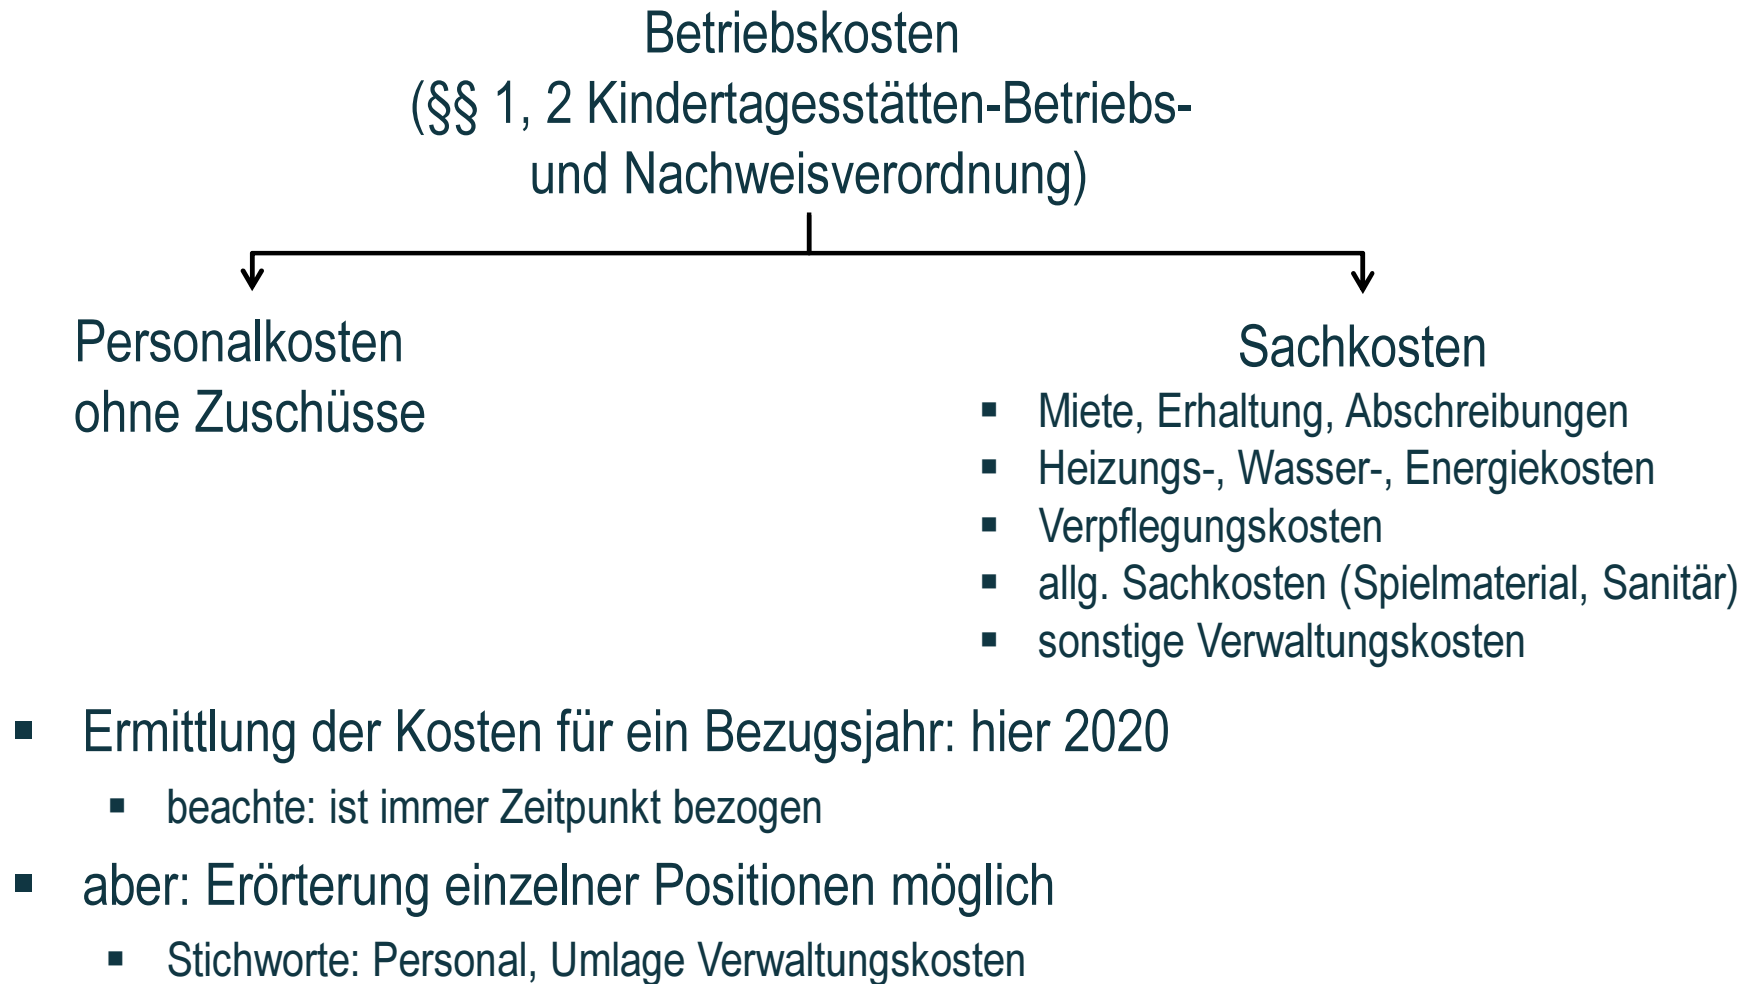 Betriebskosten
(§§ 1, 2 Kindertagesstätten-Betriebs-
und Nachweisverordnung)
Personalkosten
ohne Zuschüsse
Sachkosten
▪ Miete, Erhaltung, Abschreibungen
▪ Heizungs-, Wasser-, Energiekosten
▪ Verpflegungskosten
▪ allg. Sachkosten (Spielmaterial, Sanitär)
▪ sonstige Verwaltungskosten
▪ Ermittlung der Kosten für ein Bezugsjahr: hier 2020
▪ beachte: ist immer Zeitpunkt bezogen
▪ aber: Erörterung einzelner Positionen möglich
▪ Stichworte: Personal, Umlage Verwaltungskosten